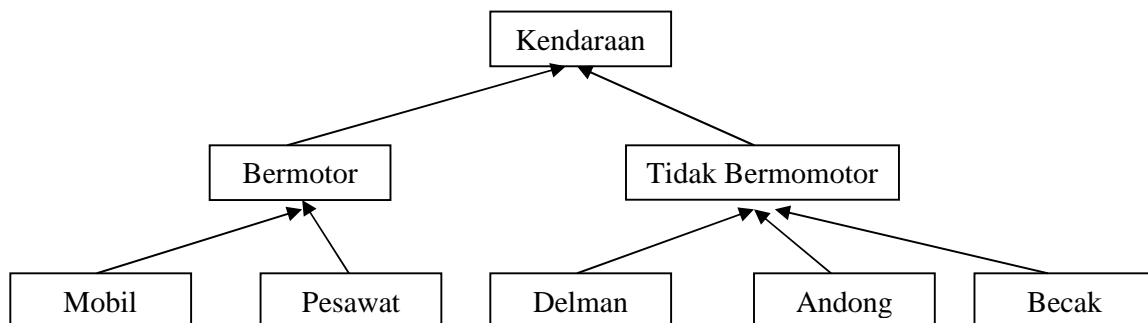 Kendaraan
Bermotor
Tidak Bermomotor
Mobil
Pesawat
Delman
Andong
Becak